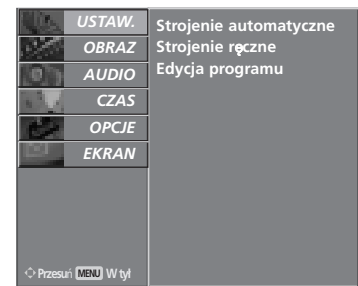 USTAW.
OBRAZ
AUDIO
CZAS
OPCJE
EKRAN
Strojenie automatyczne
Strojenie ręczne
Edycja programu
Przesuń MENU W tył